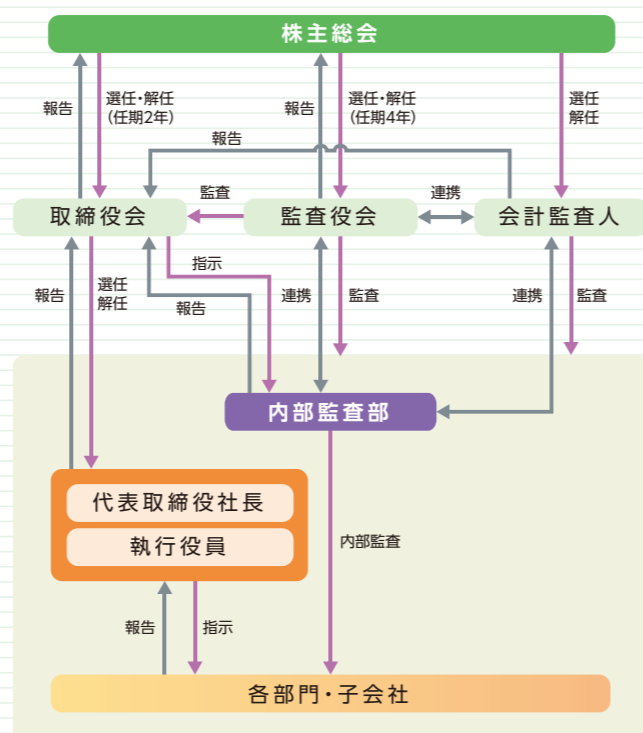 株主総会
報告
選任・解任
(任期2年)
報告
選任・解任
(任期4年)
選任
解任
報告
取締役会
監査
監査役会
連携
会計監査人
指示
報告
選任
解任
報告
連携
監査
連携
監査
内部監査部
代表取締役社長
執行役員
内部監査
報告
指示
各部門・子会社